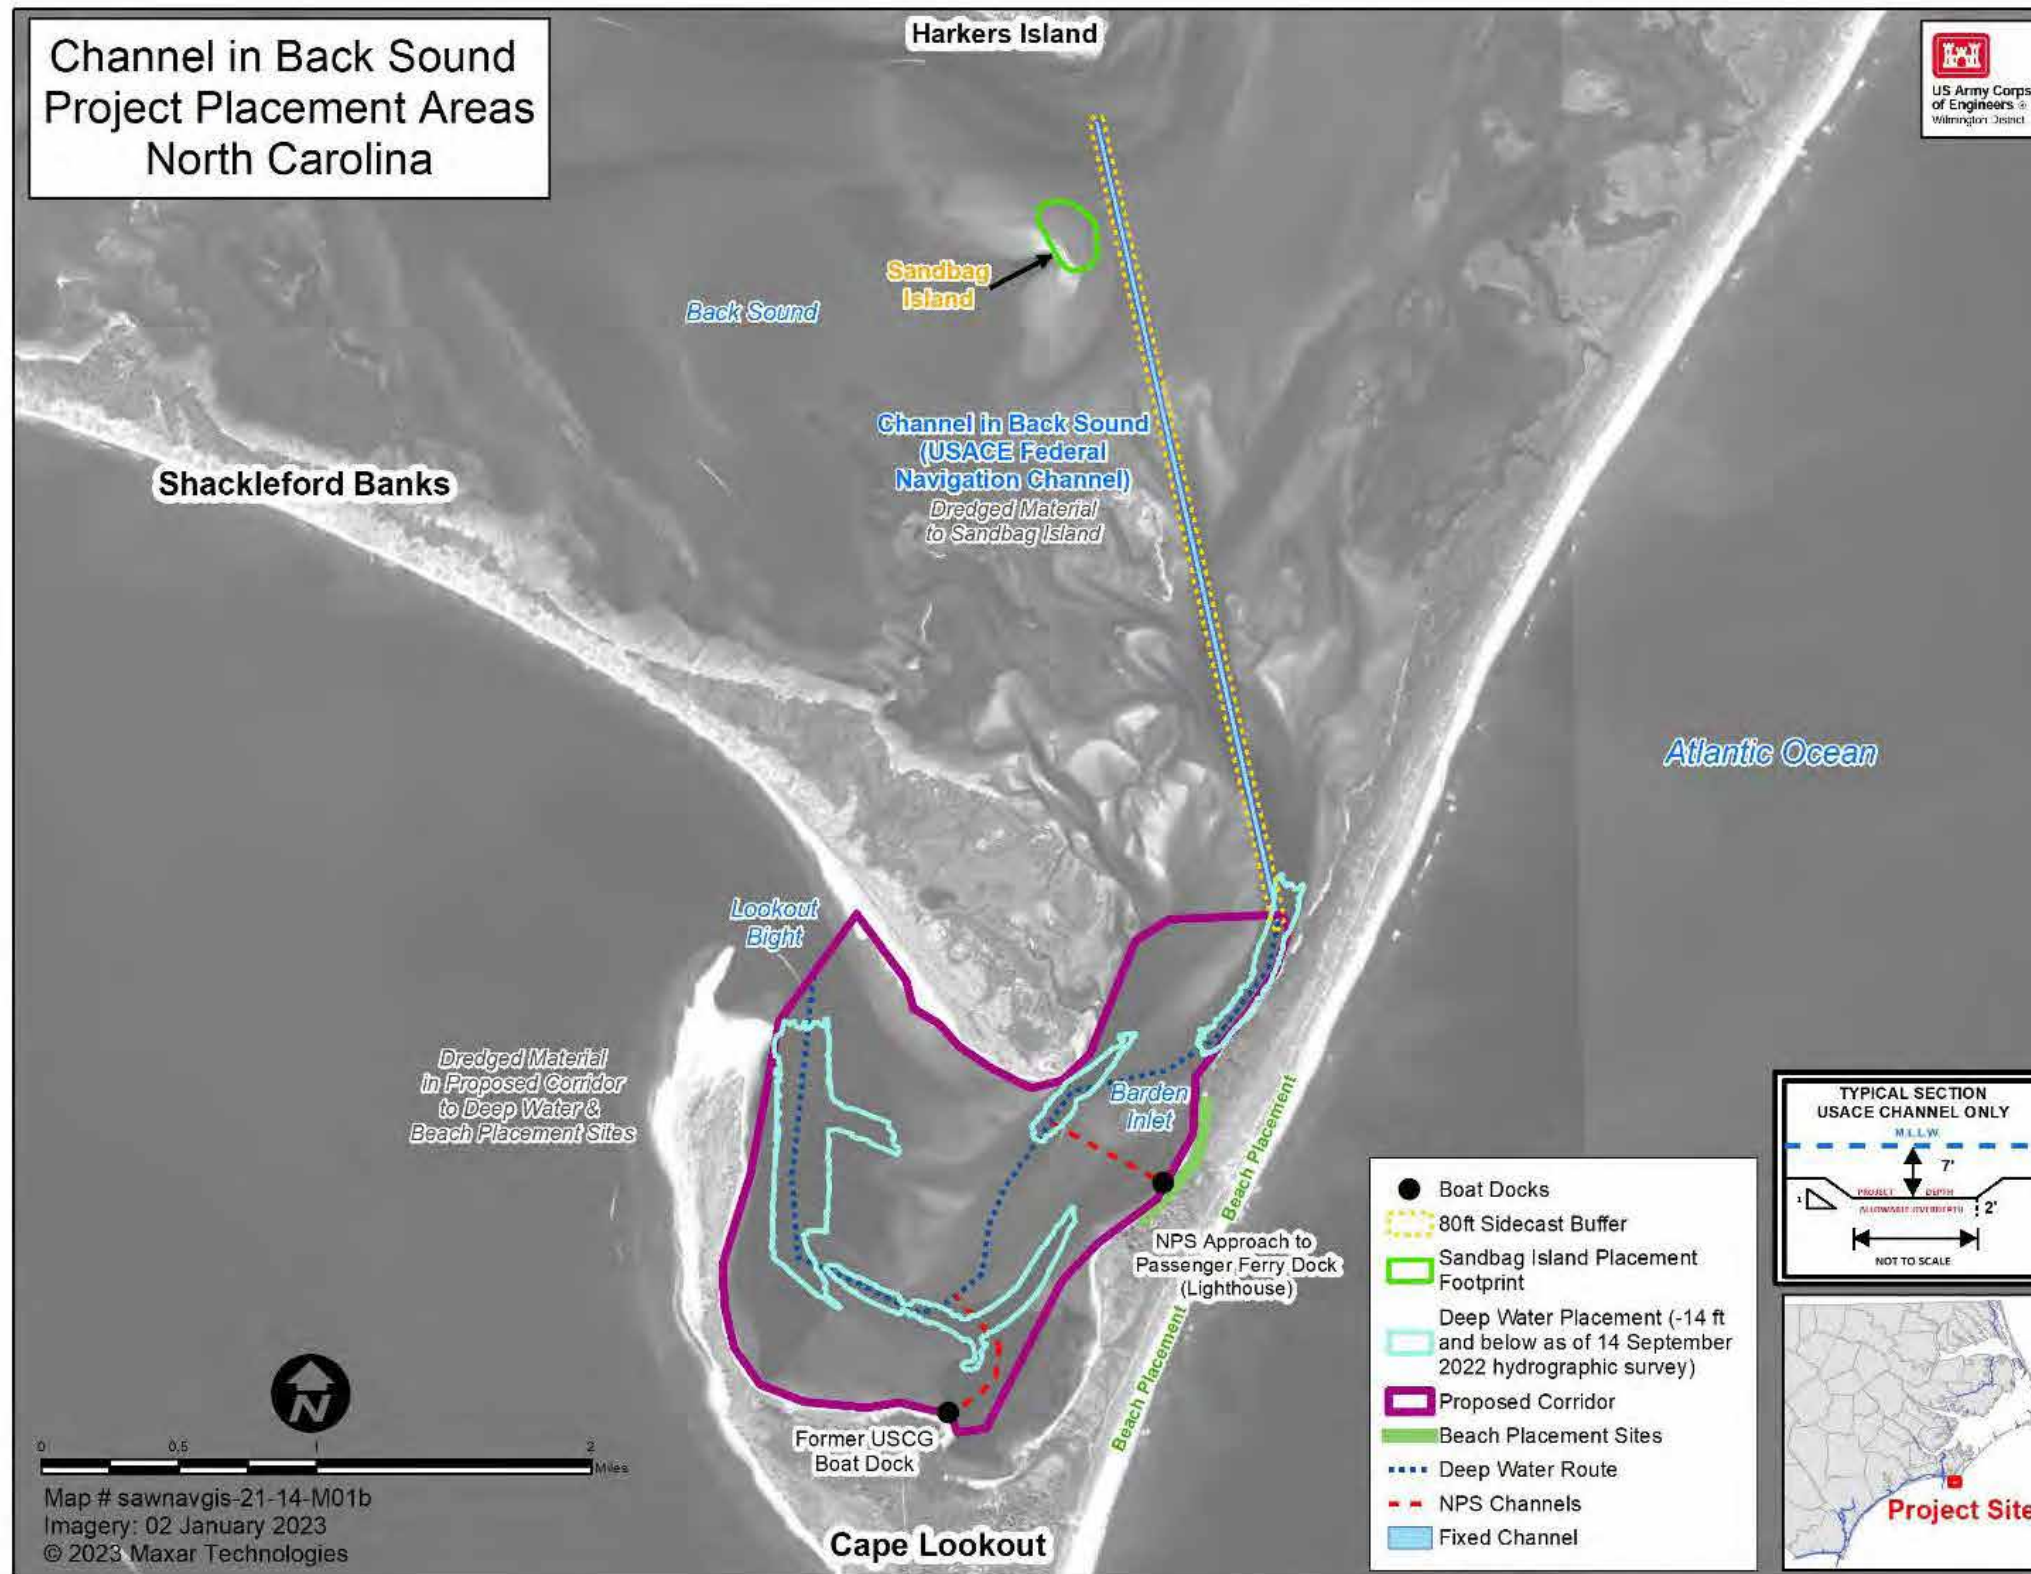 Channel in Back Sound
Project Placement Areas
North Carolina
Harkers Island
US Army Corps
of Engineers
Wilmington District
Sandbag
Island
Back Sound
Channel in Back Sound
(USACE Federal
Navigation Channel)
Dredged Material
to Sandbag Island
Shackleford Banks
Atlantic Ocean
Lookout
Bight
Dredged Material
in Proposed Corridor
to Deep Water &
Beach Placement Sites
Barden
Inlet
Beach Placement
NPS Approach to
Passenger Ferry Dock
(Lighthouse)
Beach Placement
Former USCG
Boat Dock
Cape Lookout
N
0 0.5 1 2
Miles
Map # sawnavgis-21-14-M01b
Imagery: 02 January 2023
© 2023 Maxar Technologies
Boat Docks
80ft Sidecast Buffer
Sandbag Island Placement
Footprint
Deep Water Placement (-14 ft
and below as of 14 September
2022 hydrographic survey)
Proposed Corridor
Beach Placement Sites
Deep Water Route
NPS Channels
Fixed Channel
TYPICAL SECTION
USACE CHANNEL ONLY
M.L.L.W.
7'
PROJECT DEPTH
1
ALLOWABLE OVERDEPTH
2'
NOT TO SCALE
Project Site